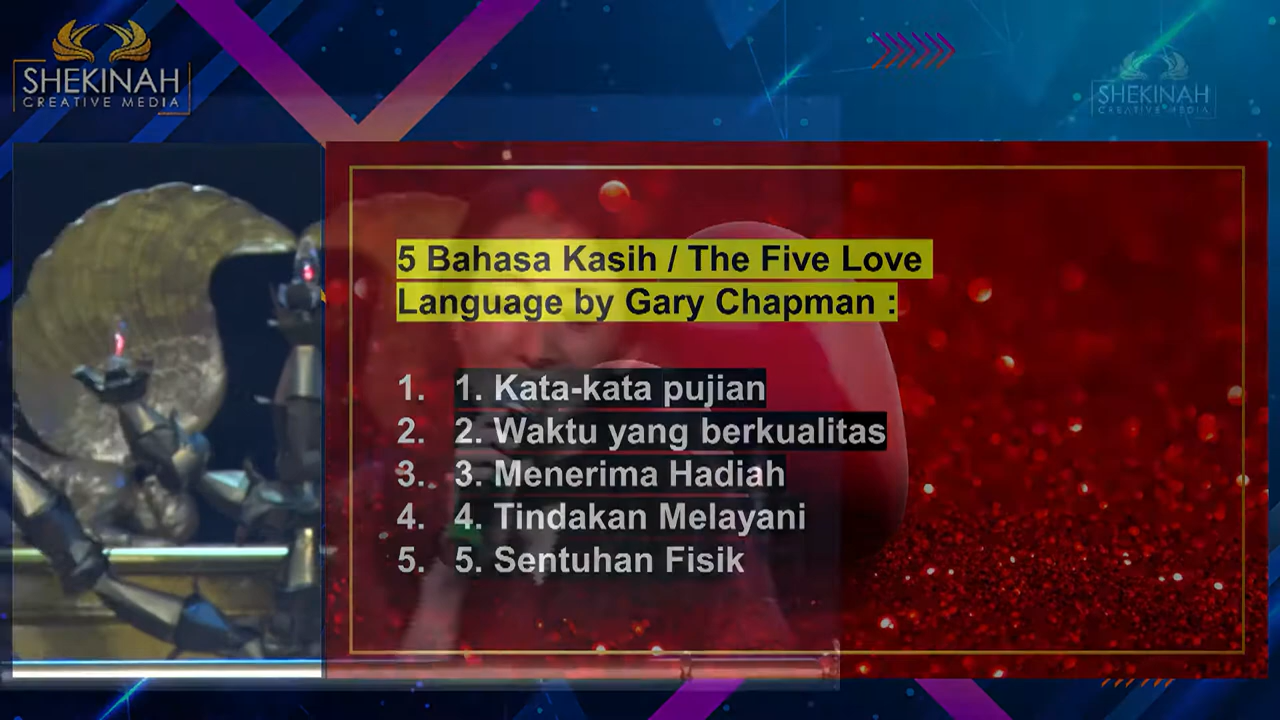 SHEKINAH
CREATIVE MEDIA
SHEKINAH
CREATIVE MEDIA
5 Bahasa Kasih / The Five Love
Language by Gary Chapman :
1. 1. Kata-kata pujian
2. 2. Waktu yang berkualitas
3. 3. Menerima Hadiah
4. 4. Tindakan Melayani
5. 5. Sentuhan Fisik